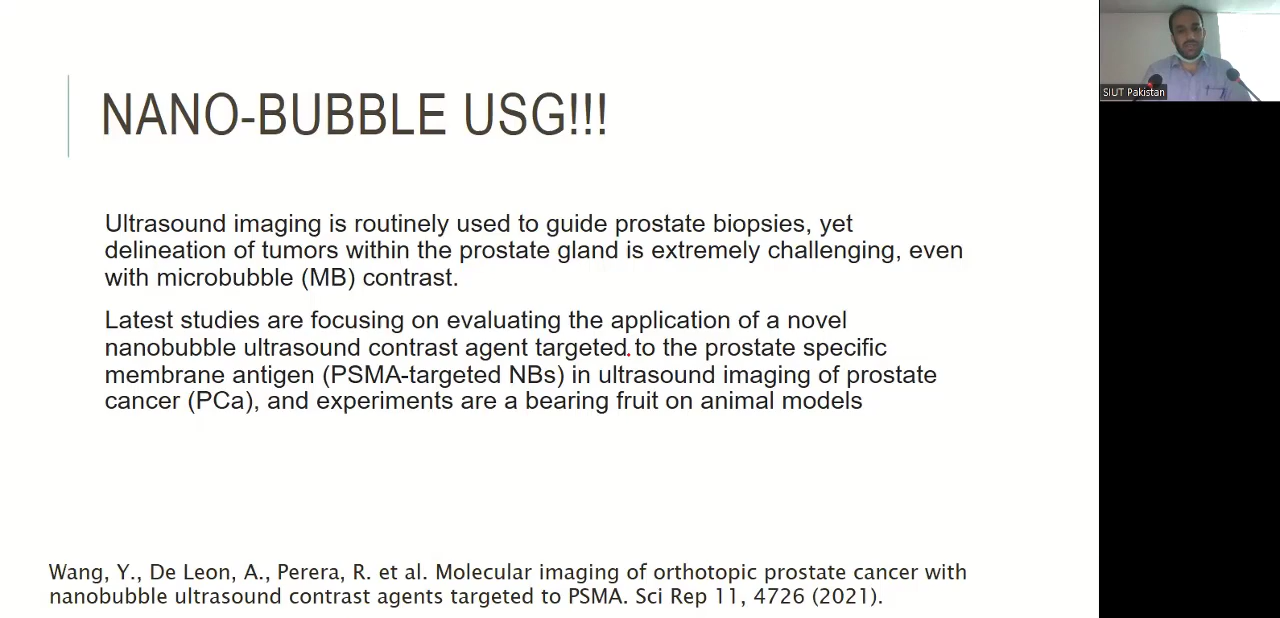 NANO-BUBBLE USG!!!
SIUT Pakistan
Ultrasound imaging is routinely used to guide prostate biopsies, yet
delineation of tumors within the prostate gland is extremely challenging, even
with microbubble (MB) contrast.
Latest studies are focusing on evaluating the application of a novel
nanobubble ultrasound contrast agent targeted to the prostate specific
membrane antigen (PSMA-targeted NBs) in ultrasound imaging of prostate
cancer (PCa), and experiments are a bearing fruit on animal models
Wang, Y., De Leon, A., Perera, R. et al. Molecular imaging of orthotopic prostate cancer with
nanobubble ultrasound contrast agents targeted to PSMA. Sci Rep 11, 4726 (2021).